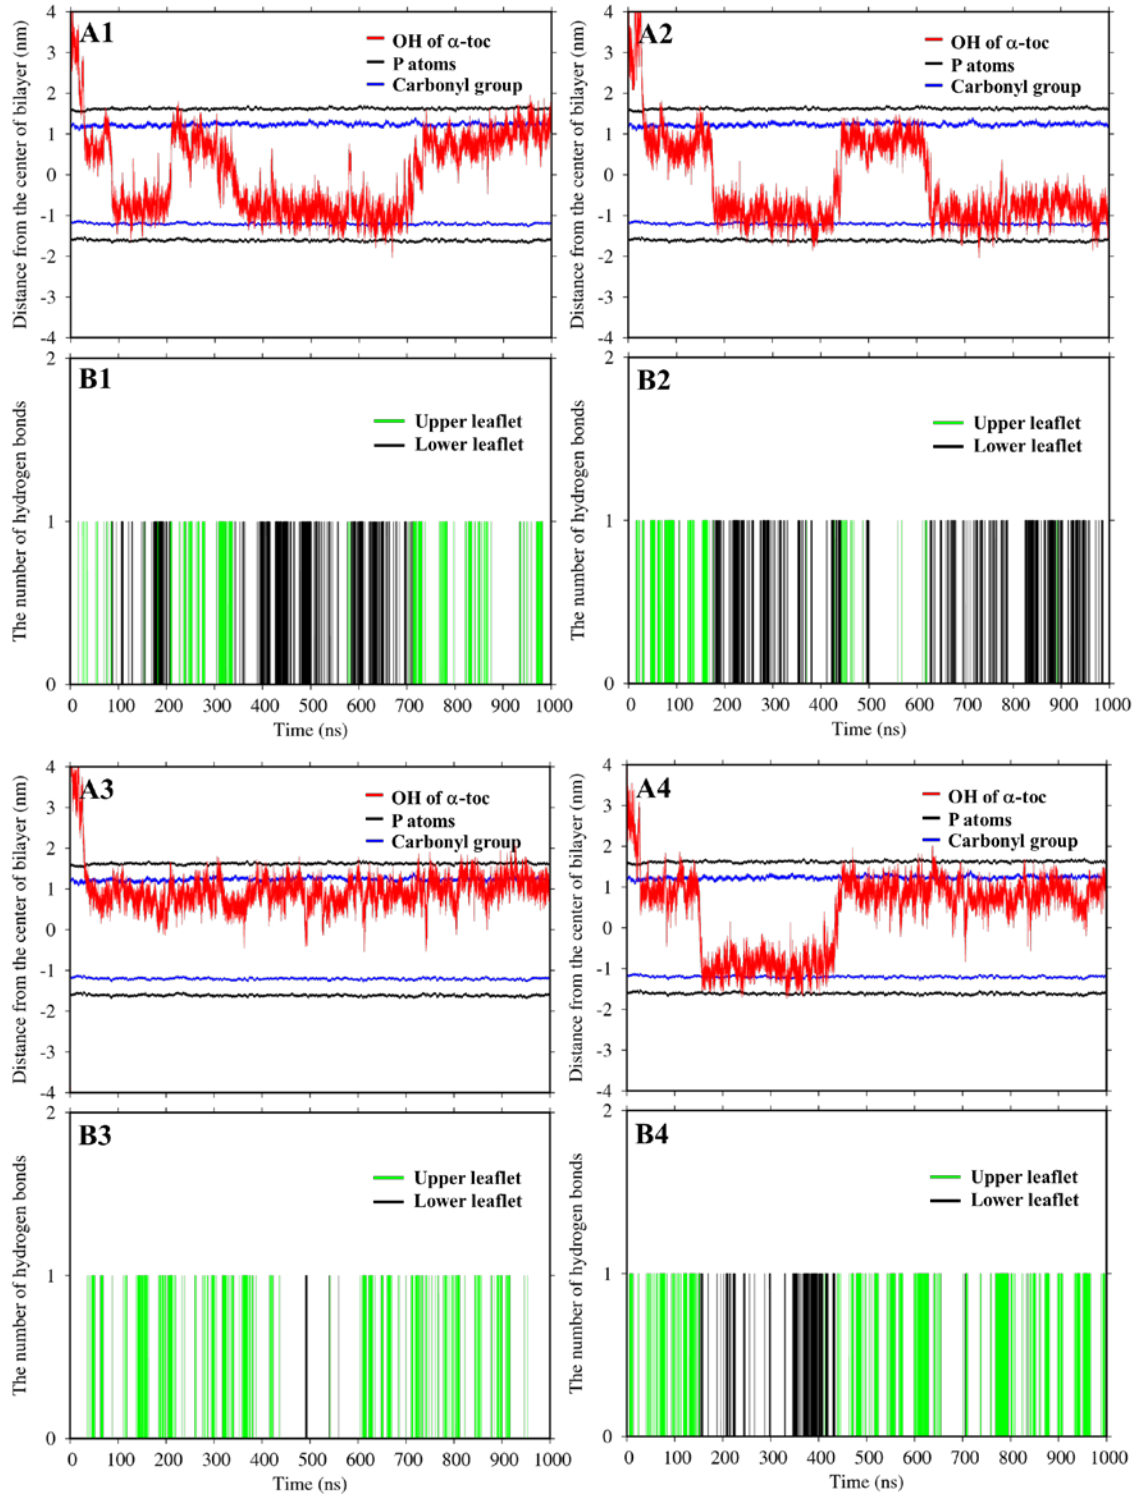 A1
OH of α-toc
P atoms
Carbonyl group
Distance from the center of bilayer (nm)
4
3
2
1
0
-1
-2
-3
-4
A2
OH of α-toc
P atoms
Carbonyl group
Distance from the center of bilayer (nm)
4
3
2
1
0
-1
-2
-3
-4
B1
Upper leaflet
Lower leaflet
The number of hydrogen bonds
2
1
0
0 100 200 300 400 500 600 700 800 900 1000
Time (ns)
B2
Upper leaflet
Lower leaflet
The number of hydrogen bonds
2
1
0
0 100 200 300 400 500 600 700 800 900 1000
Time (ns)
A3
OH of α-toc
P atoms
Carbonyl group
Distance from the center of bilayer (nm)
4
3
2
1
0
-1
-2
-3
-4
A4
OH of α-toc
P atoms
Carbonyl group
Distance from the center of bilayer (nm)
4
3
2
1
0
-1
-2
-3
-4
B3
Upper leaflet
Lower leaflet
The number of hydrogen bonds
2
1
0
0 100 200 300 400 500 600 700 800 900 1000
Time (ns)
B4
Upper leaflet
Lower leaflet
The number of hydrogen bonds
2
1
0
0 100 200 300 400 500 600 700 800 900 1000
Time (ns)